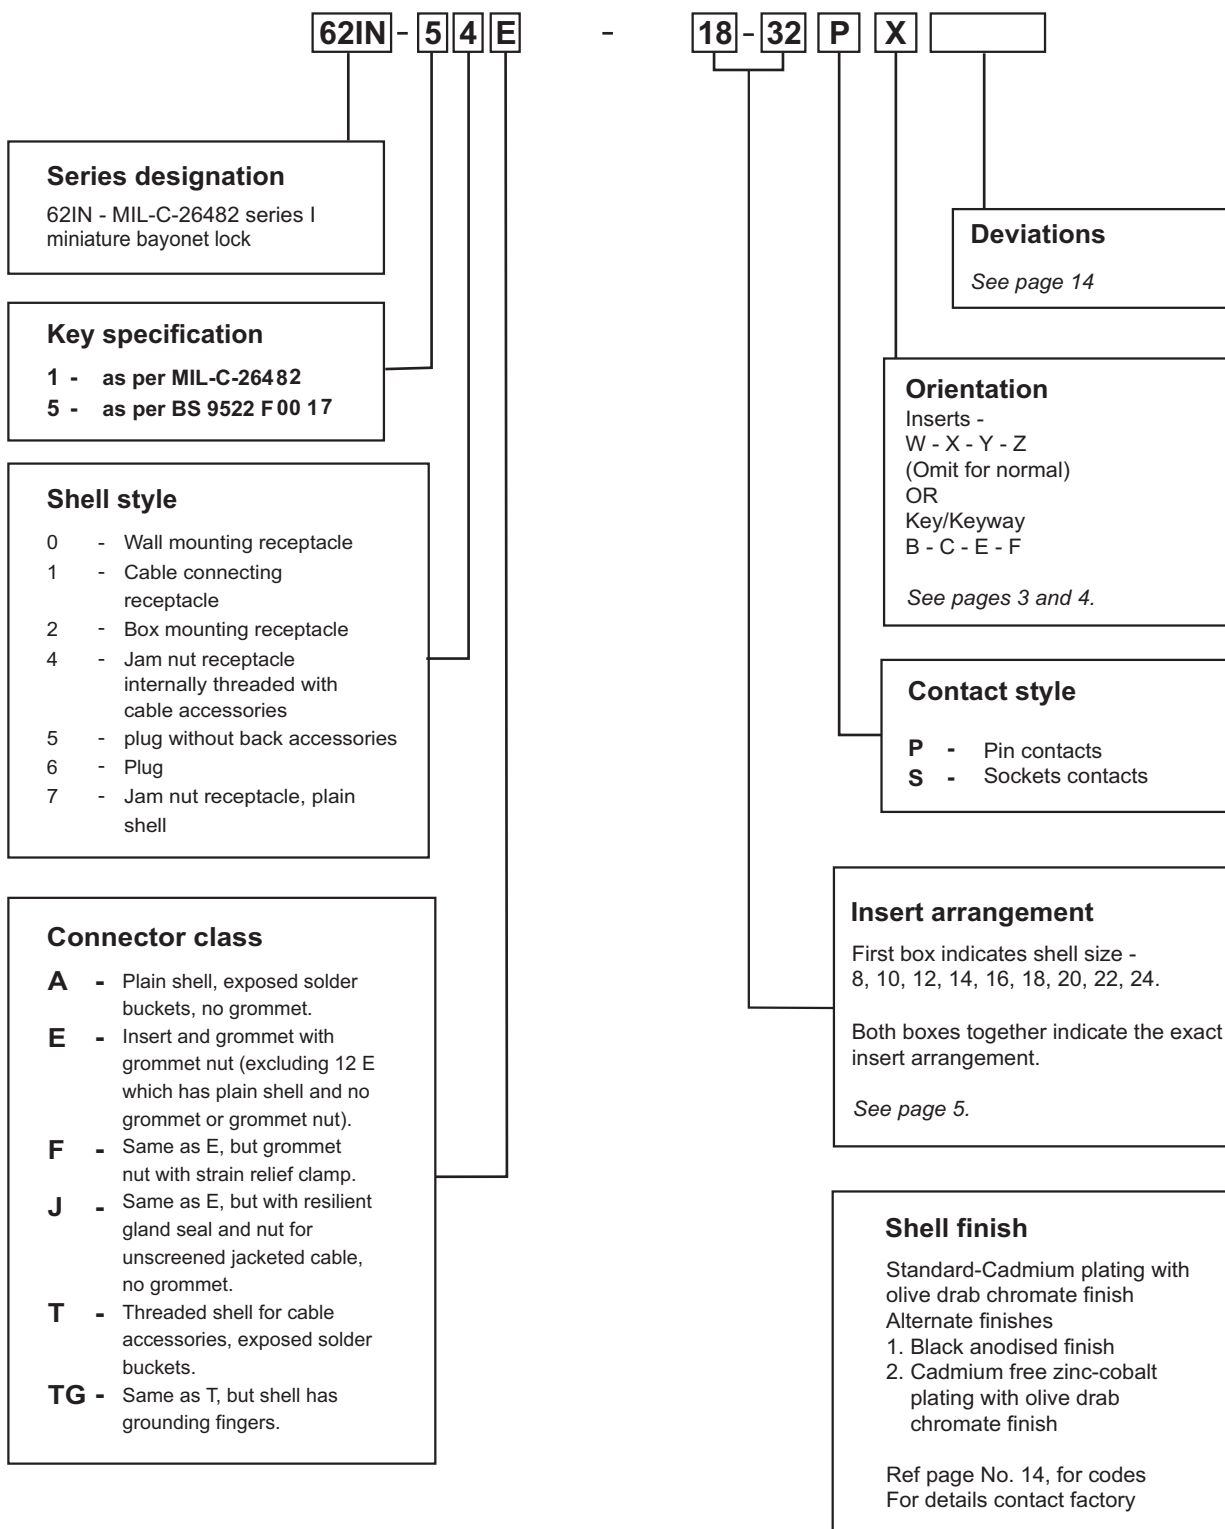 62IN - 5 4 E - 18 - 32 P X
Series designation
62IN - MIL-C-26482 series I
miniature bayonet lock
Key specification
1 - as per MIL-C-26482
5 - as per BS 9522 F 00 17
Shell style
0 - Wall mounting receptacle
1 - Cable connecting
receptacle
2 - Box mounting receptacle
4 - Jam nut receptacle
internally threaded with
cable accessories
5 - plug without back accessories
6 - Plug
7 - Jam nut receptacle, plain
shell
Connector class
A - Plain shell, exposed solder
buckets, no grommet.
E - Insert and grommet with
grommet nut (excluding 12 E
which has plain shell and no
grommet or grommet nut).
F - Same as E, but grommet
nut with strain relief clamp.
J - Same as E, but with resilient
gland seal and nut for
unscreened jacketed cable,
no grommet.
T - Threaded shell for cable
accessories, exposed solder
buckets.
TG - Same as T, but shell has
grounding fingers.
Deviations
See page 14
Orientation
Inserts -
W - X - Y - Z
(Omit for normal)
OR
Key/Keyway
B - C - E - F
See pages 3 and 4.
Contact style
P - Pin contacts
S - Sockets contacts
Insert arrangement
First box indicates shell size -
8, 10, 12, 14, 16, 18, 20, 22, 24.
Both boxes together indicate the exact
insert arrangement.
See page 5.
Shell finish
Standard-Cadmium plating with
olive drab chromate finish
Alternate finishes
1. Black anodised finish
2. Cadmium free zinc-cobalt
plating with olive drab
chromate finish
Ref page No. 14, for codes
For details contact factory